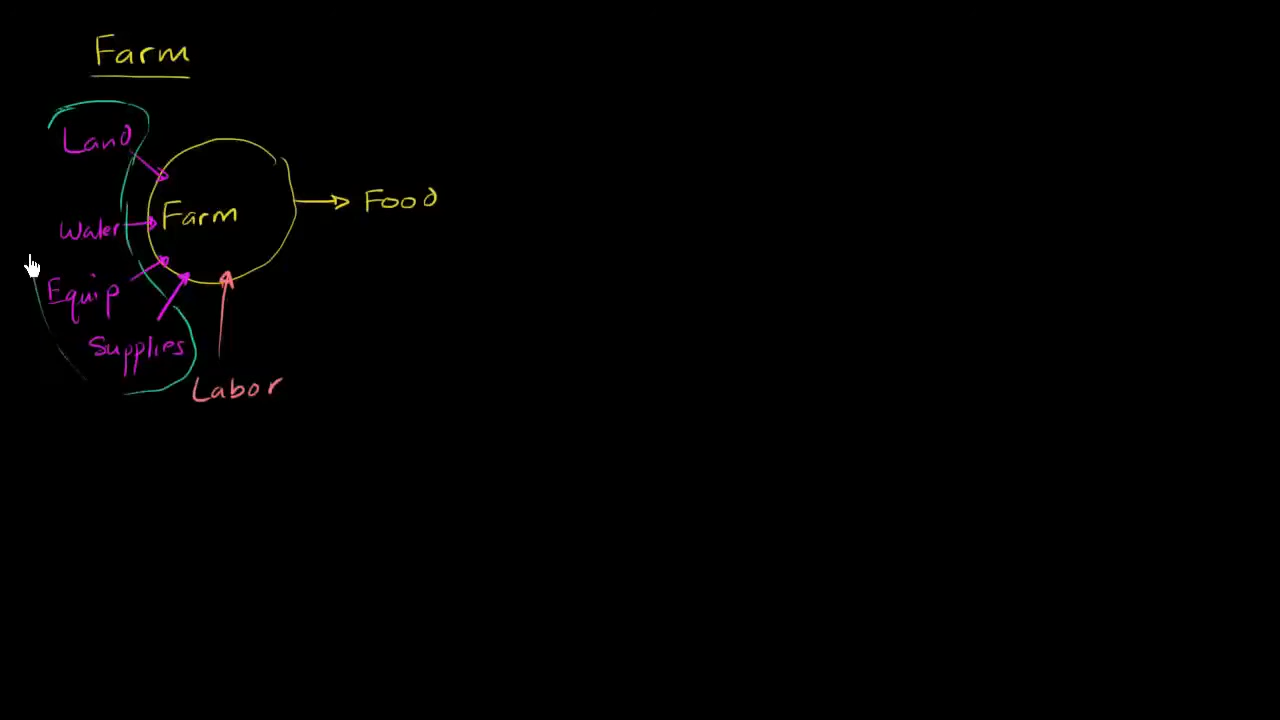 Farm
Land
Farm
Food
Water
Equip
Supplies
Labor